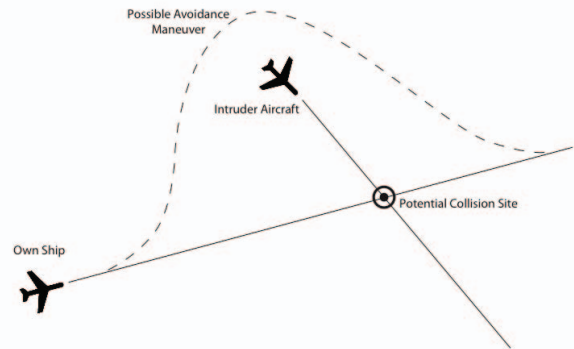 Possible Avoidance
Maneuver
Intruder Aircraft
Potential Collision Site
Own Ship